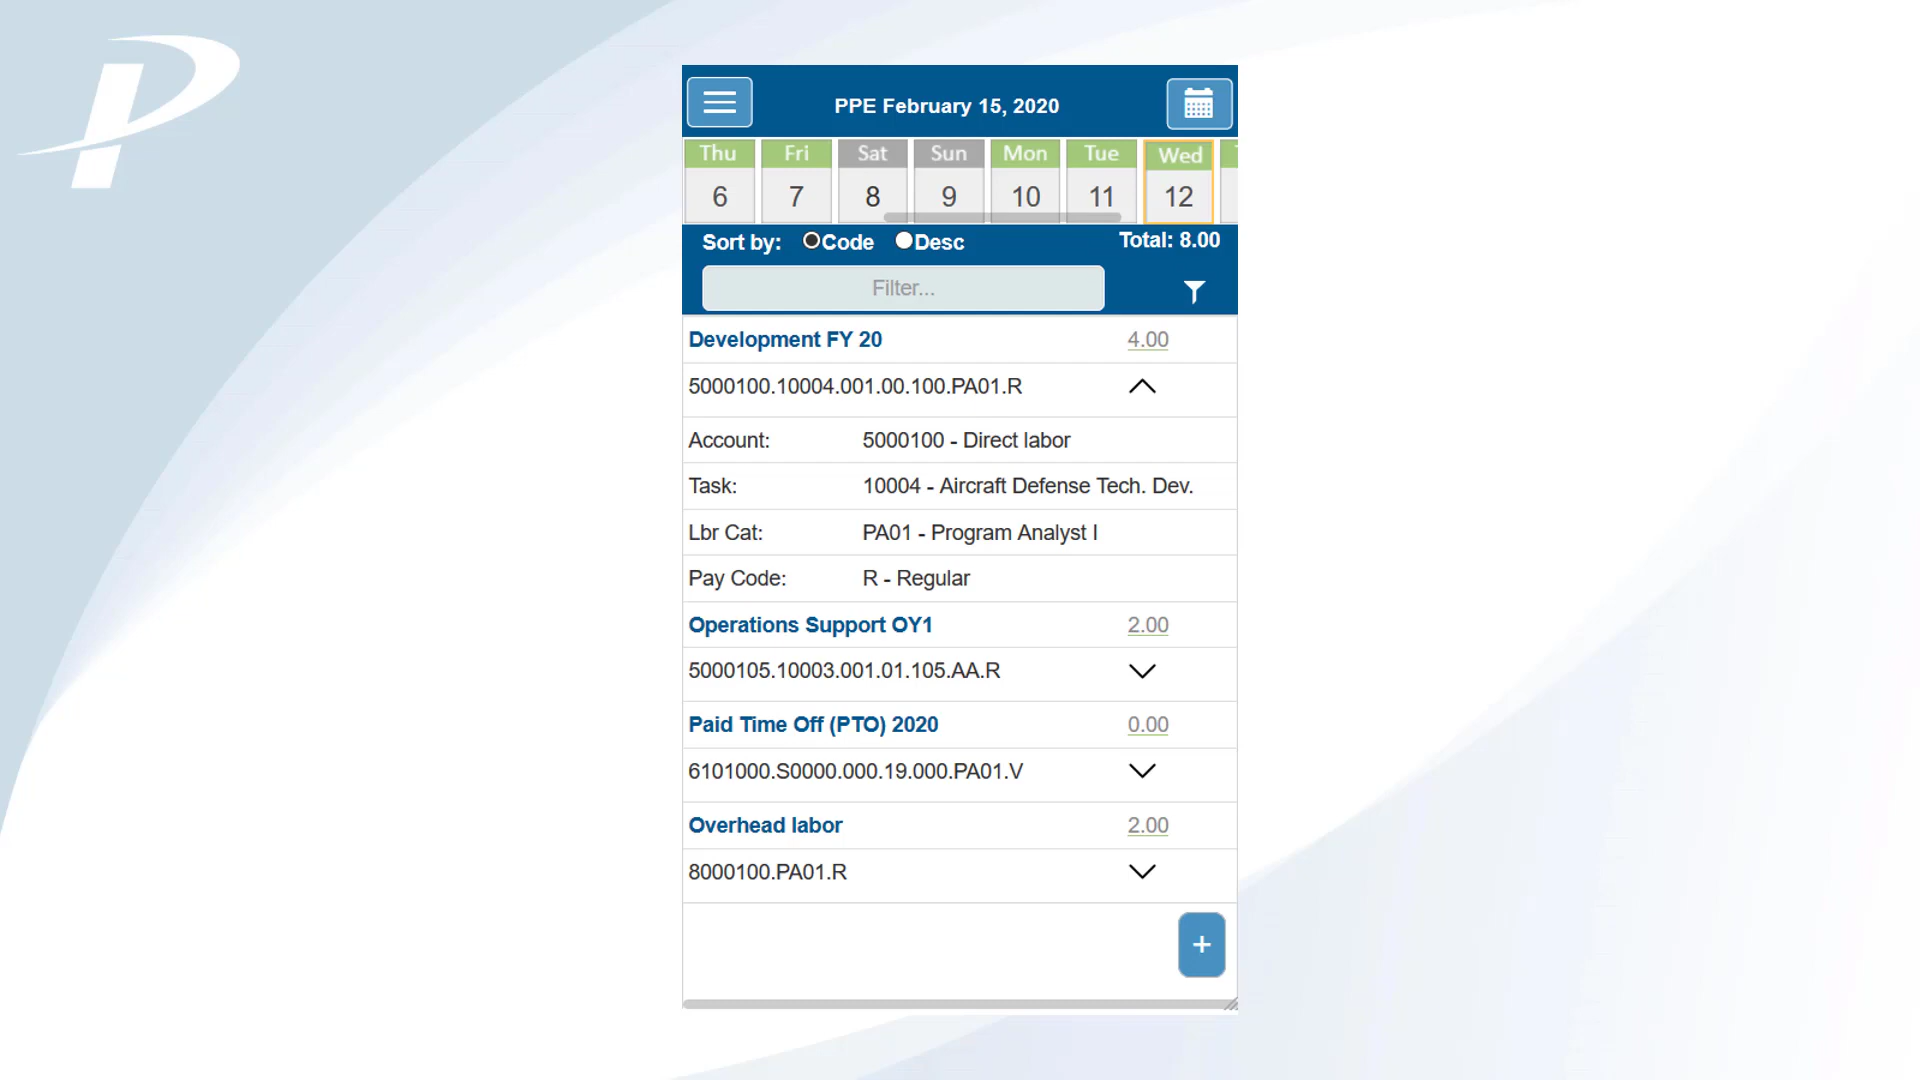 PPE February 15, 2020
Thu Fri Sat Sun Mon Tue Wed
6 7 8 9 10 11 12
Sort by: Code Desc Total: 8.00
Filter...
Development FY 20 4.00
5000100.10004.001.00.100.PA01.R
Account: 5000100 - Direct labor
Task: 10004 - Aircraft Defense Tech. Dev.
Lbr Cat: PA01 - Program Analyst I
Pay Code: R - Regular
Operations Support OY1 2.00
5000105.10003.001.01.105.AA.R
Paid Time Off (PTO) 2020 0.00
6101000.S0000.000.19.000.PA01.V
Overhead labor 2.00
8000100.PA01.R
+